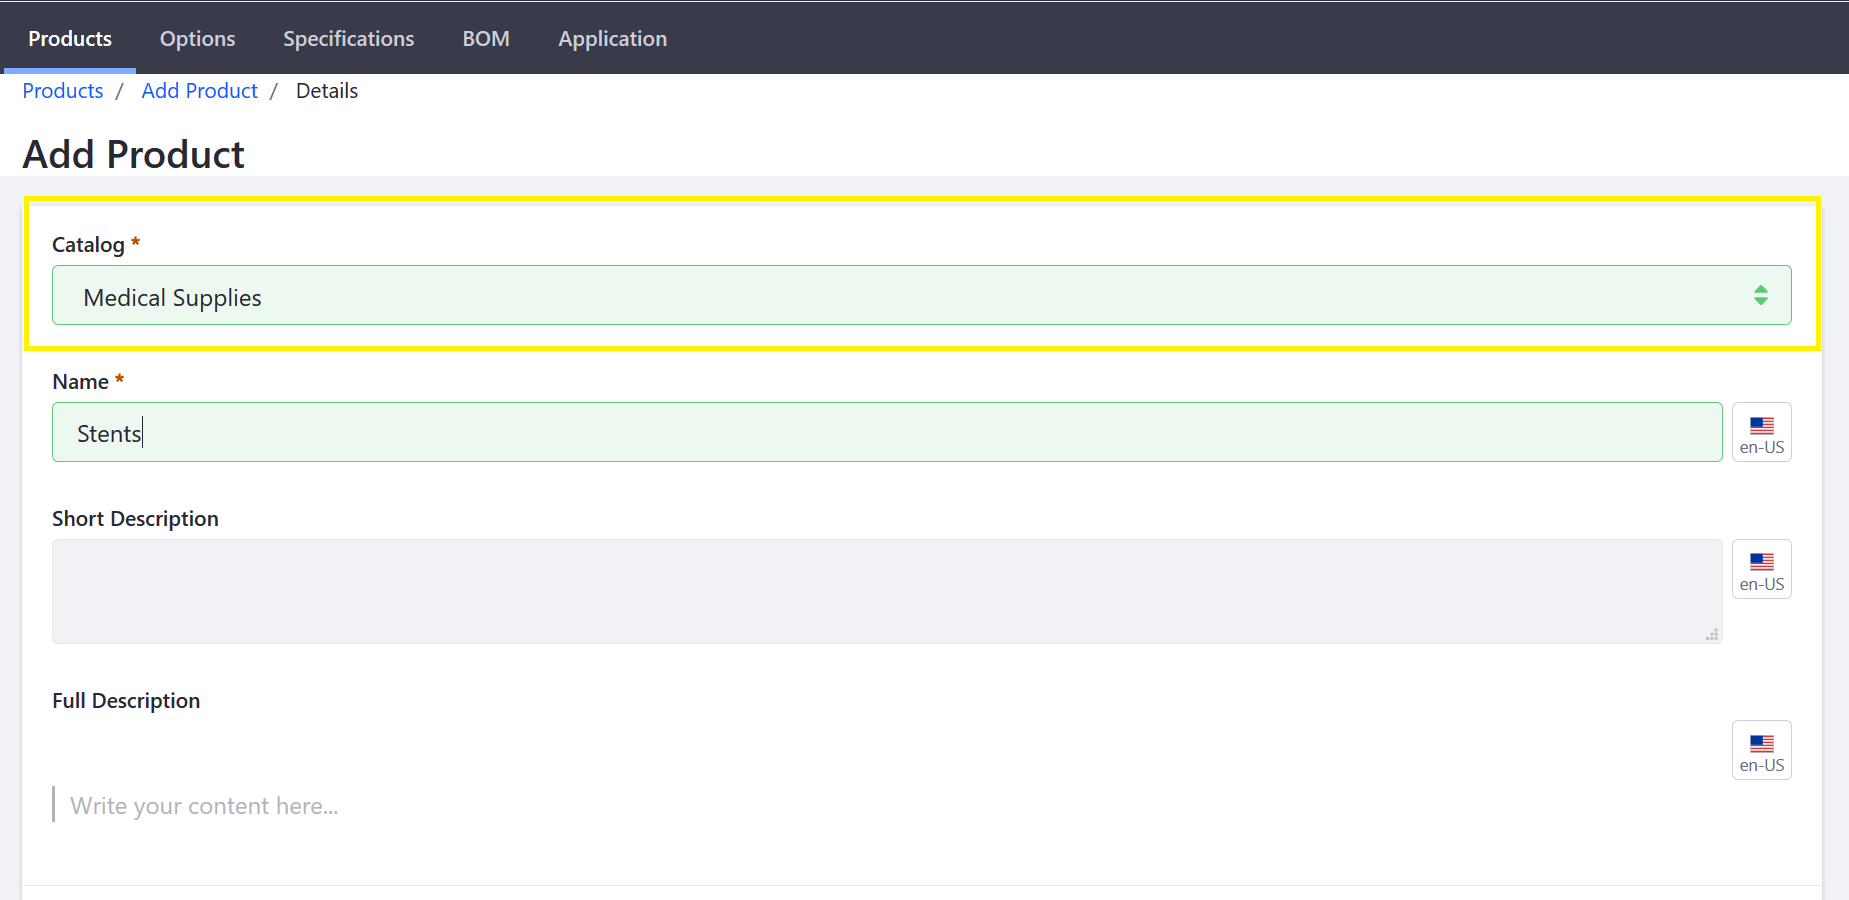 Products Options Specifications BOM Application
Products / Add Product / Details
Add Product
Catalog *
Medical Supplies
Name *
Stents
en-US
Short Description
en-US
Full Description
en-US
Write your content here...